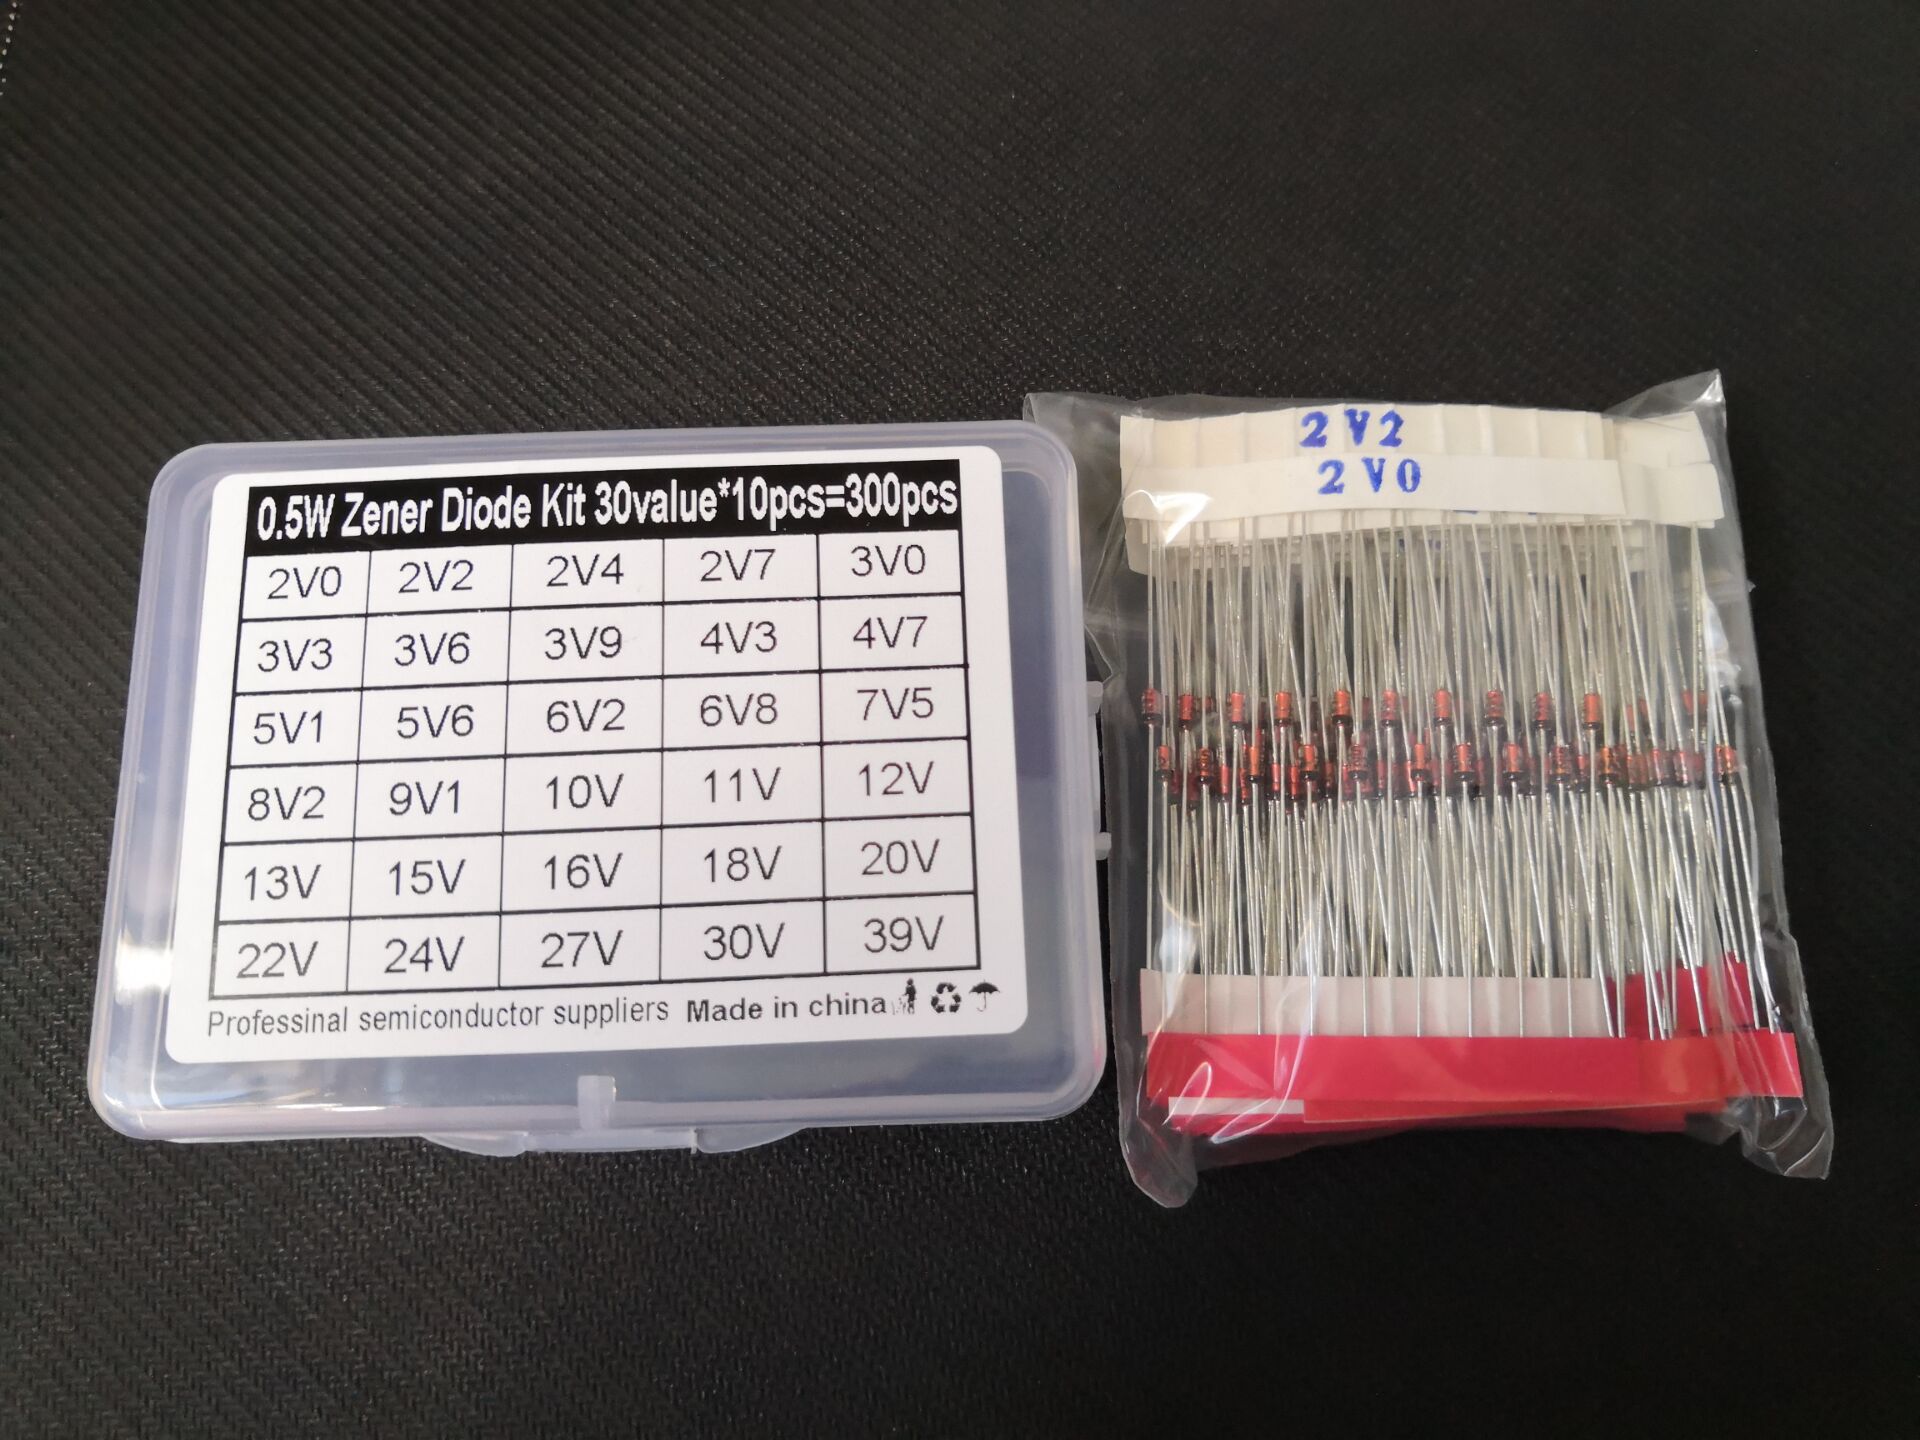 0.5W Zener Diode Kit 30value*10pcs=300pcs
2V0 2V2 2V4 2V7 3V0
3V3 3V6 3V9 4V3 4V7
5V1 5V6 6V2 6V8 7V5
8V2 9V1 10V 11V 12V
13V 15V 16V 18V 20V
22V 24V 27V 30V 39V
Professinal semiconductor suppliers Made in china
2V2
2V0